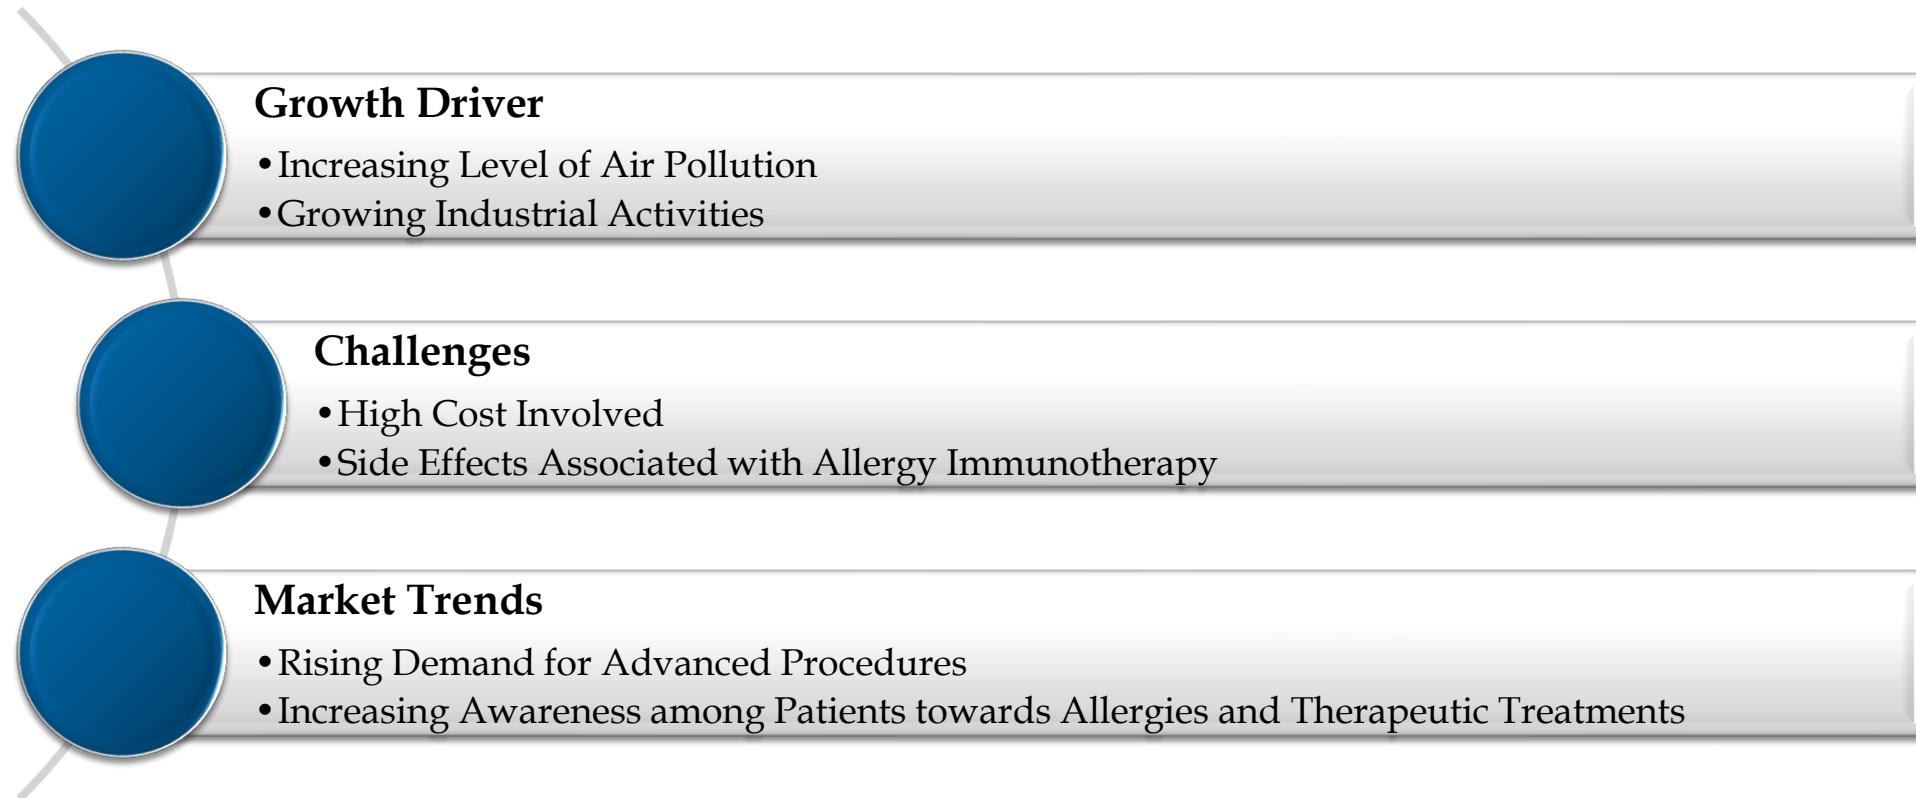 Growth Driver
•Increasing Level of Air Pollution
•Growing Industrial Activities
Challenges
•High Cost Involved
•Side Effects Associated with Allergy Immunotherapy
Market Trends
•Rising Demand for Advanced Procedures
•Increasing Awareness among Patients towards Allergies and Therapeutic Treatments